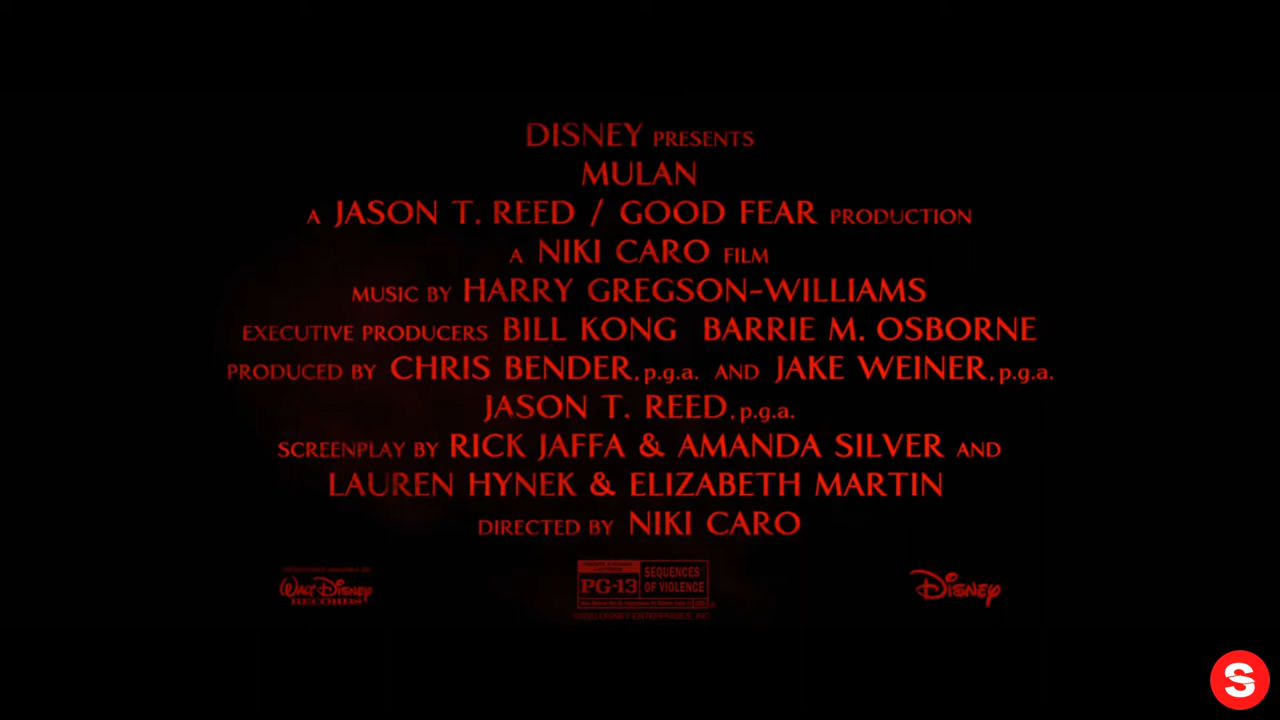 DISNEY PRESENTS
MULAN
A JASON T. REED / GOOD FEAR PRODUCTION
A NIKI CARO FILM
MUSIC BY HARRY GREGSON-WILLIAMS
EXECUTIVE PRODUCERS BILL KONG BARRIE M. OSBORNE
PRODUCED BY CHRIS BENDER, p.g.a. AND JAKE WEINER, p.g.a.
JASON T. REED, p.g.a.
SCREENPLAY BY RICK JAFFA & AMANDA SILVER AND
LAUREN HYNEK & ELIZABETH MARTIN
DIRECTED BY NIKI CARO
WALT DISNEY
RECORDS
PG-13
SEQUENCES
OF VIOLENCE
DISNEY
S